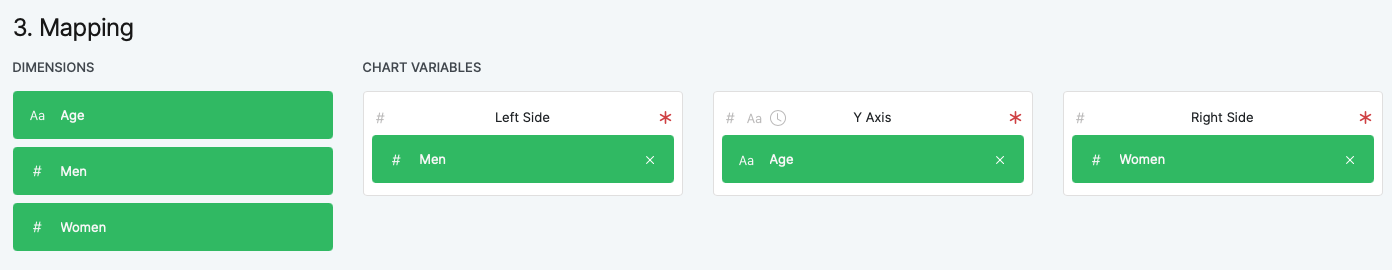 3. Mapping
DIMENSIONS
Aa Age
# Men
# Women
CHART VARIABLES
# Left Side *
# Men ×
# Aa Y Axis *
Aa Age ×
# Right Side *
# Women ×